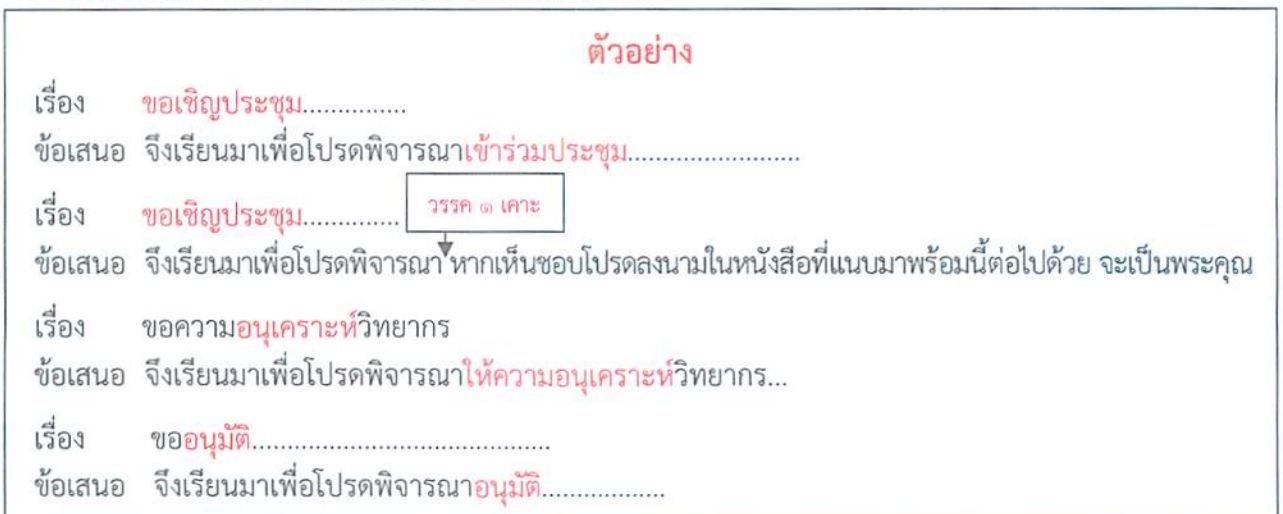 ตัวอย่าง
เรื่อง ขอเชิญประชุม...............
ข้อเสนอ จึงเรียนมาเพื่อโปรดพิจารณาเข้าร่วมประชุม.........................
เรื่อง ขอเชิญประชุม.............. วรรค ๑ เคาะ
ข้อเสนอ จึงเรียนมาเพื่อโปรดพิจารณา หากเห็นชอบโปรดลงนามในหนังสือที่แนบมาพร้อมนี้ต่อไปด้วย จะเป็นพระคุณ
เรื่อง ขอความอนุเคราะห์วิทยากร
ข้อเสนอ จึงเรียนมาเพื่อโปรดพิจารณาให้ความอนุเคราะห์วิทยากร...
เรื่อง ขออนุมัติ..........................................
ข้อเสนอ จึงเรียนมาเพื่อโปรดพิจารณาอนุมัติ..................